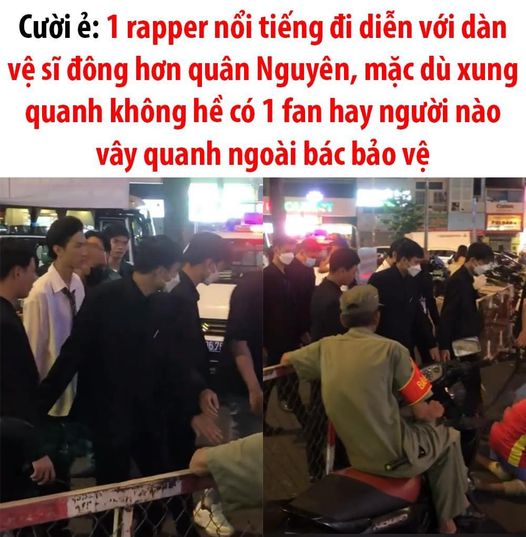 Cười ẻ: 1 rapper nổi tiếng đi diễn với dàn
vệ sĩ đông hơn quân Nguyên, mặc dù xung
quanh không hề có 1 fan hay người nào
vây quanh ngoài bác bảo vệ